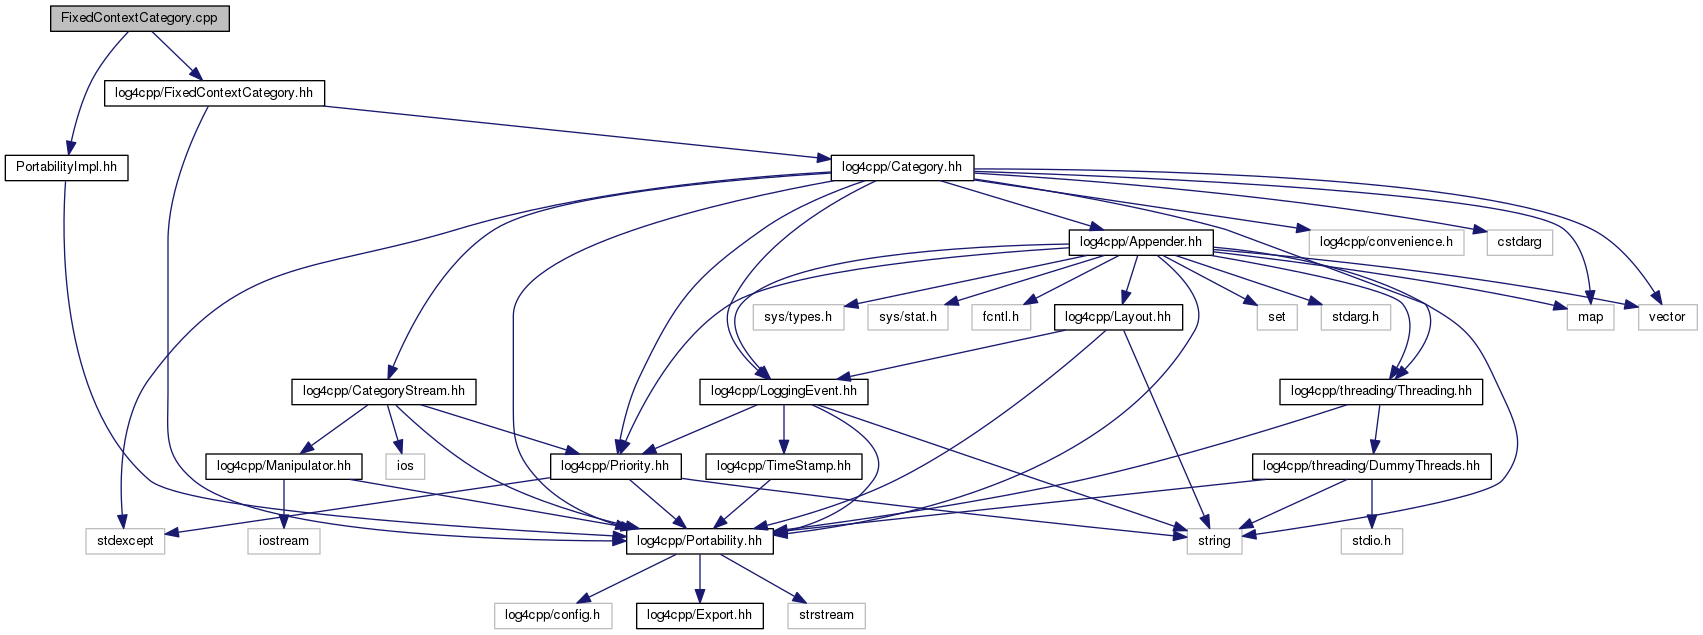 FixedContextCategory.cpp
log4cpp/FixedContextCategory.hh
PortabilityImpl.hh
log4cpp/Category.hh
log4cpp/Appender.hh
log4cpp/convenience.h
cstdarg
sys/types.h
sys/stat.h
fcntl.h
log4cpp/Layout.hh
set
stdarg.h
map
vector
log4cpp/CategoryStream.hh
log4cpp/LoggingEvent.hh
log4cpp/threading/Threading.hh
log4cpp/Manipulator.hh
ios
log4cpp/Priority.hh
log4cpp/TimeStamp.hh
log4cpp/threading/DummyThreads.hh
stdexcept
iostream
log4cpp/Portability.hh
string
stdio.h
log4cpp/config.h
log4cpp/Export.hh
strstream